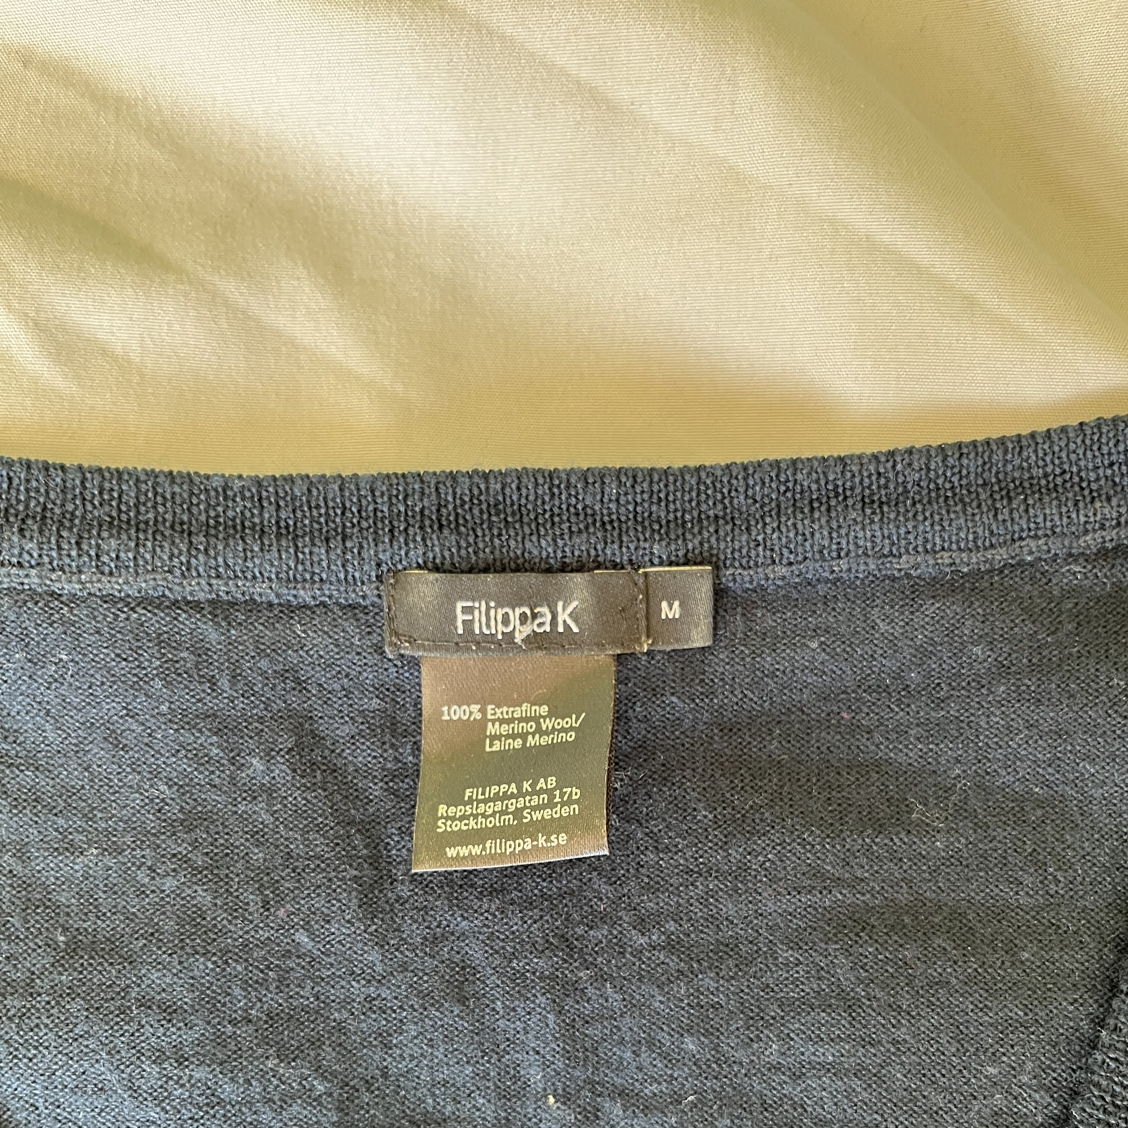 Filippa K
M
100% Extrafine
Merino Wool/
Laine Merino
FILIPPA K AB
Repslagargatan 17b
Stockholm, Sweden
www.filippa-k.se